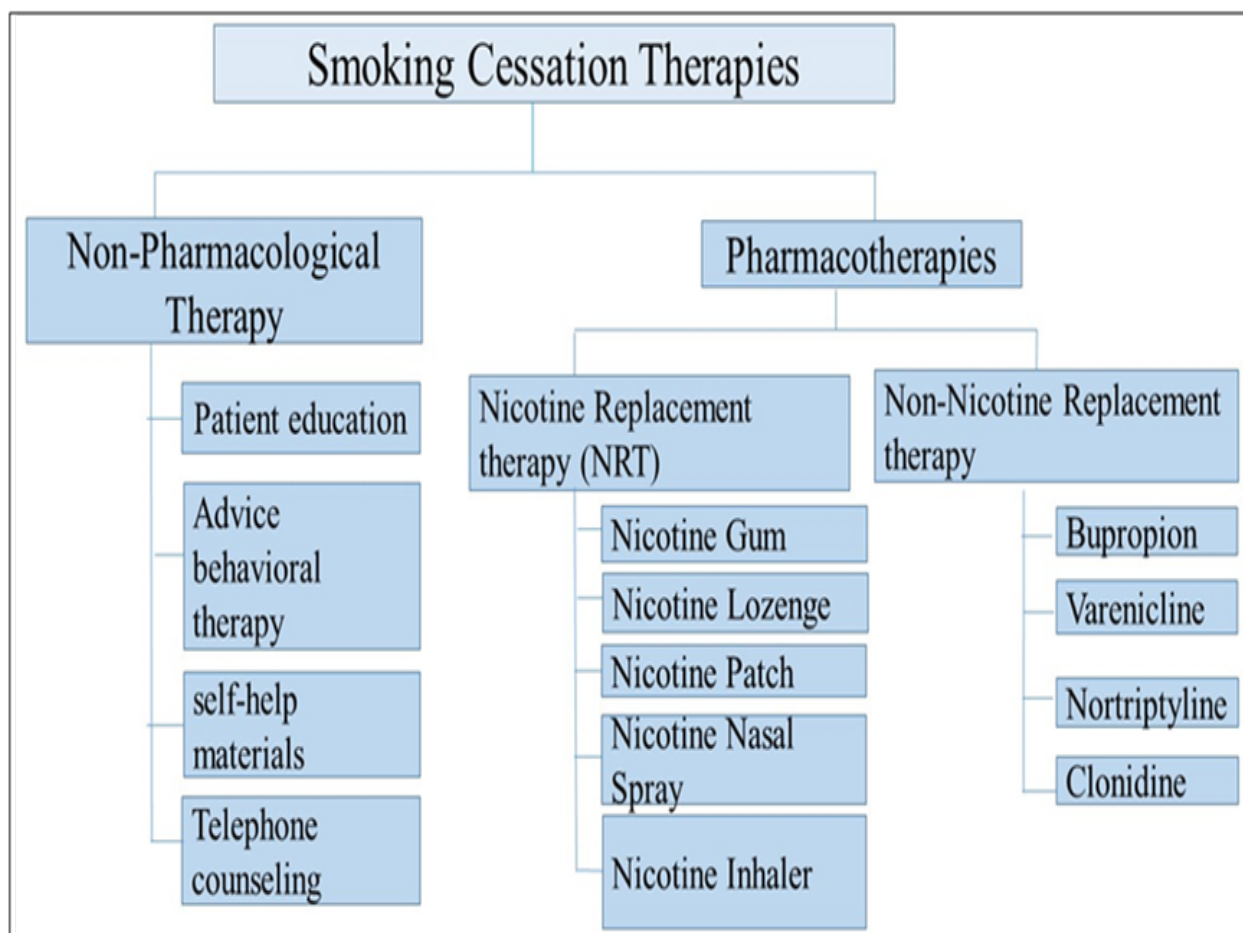 Smoking Cessation Therapies
Non-Pharmacological
Therapy
Patient education
Advice
behavioral
therapy
self-help
materials
Telephone
counseling
Pharmacotherapies
Nicotine Replacement
therapy (NRT)
Nicotine Gum
Nicotine Lozenge
Nicotine Patch
Nicotine Nasal
Spray
Nicotine Inhaler
Non-Nicotine Replacement
therapy
Bupropion
Varenicline
Nortriptyline
Clonidine